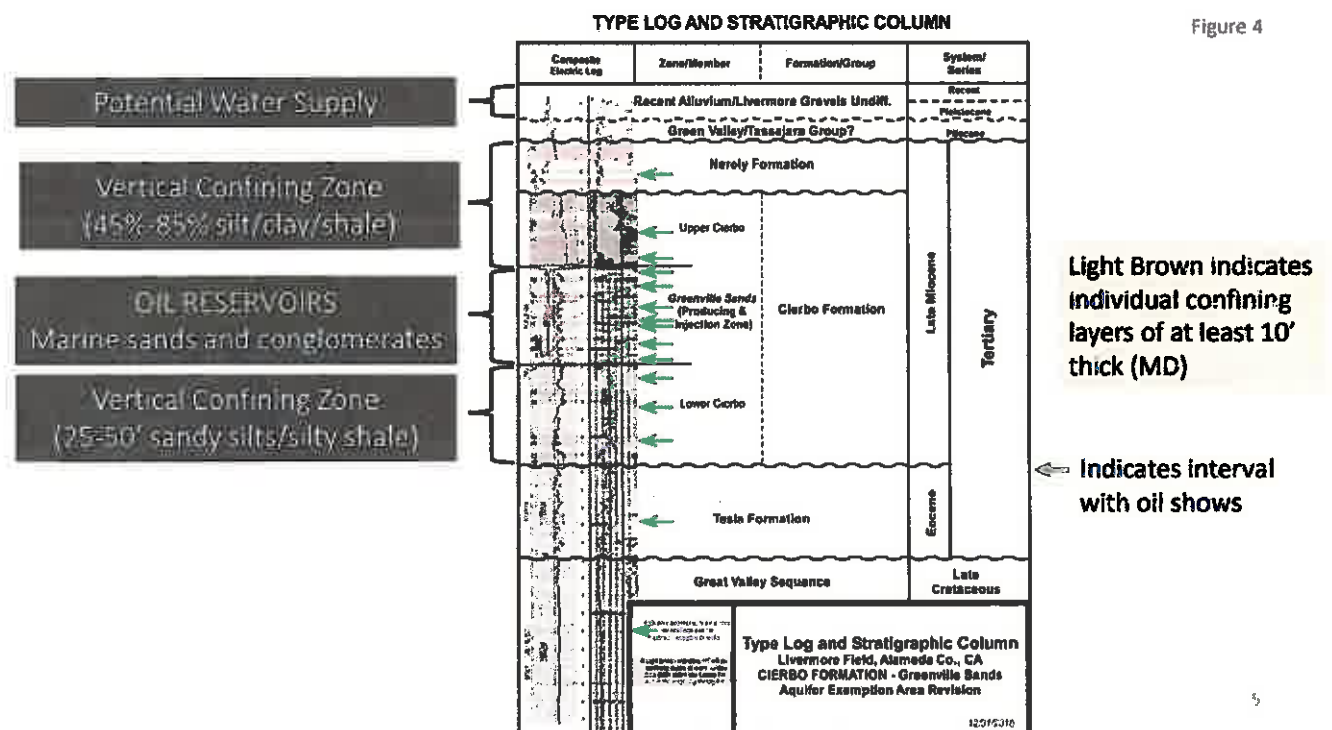 TYPE LOG AND STRATIGRAPHIC COLUMN
Figure 4
Composite
Electric Log
Zone/Member
Formation/Group
System/
Series
Potential Water Supply
Recent Alluvium/Livermore Gravels Undiff.
Recent
Pleistocene
Green Valley/Tassajara Group?
Pliocene
Vertical Confining Zone
(45%-85% silt/clay/shale)
Neroly Formation
Upper Cierbo
OIL RESERVOIRS
Marine sands and conglomerates
Greenville Sands
(Producing &
Injection Zone)
Cierbo Formation
Late Miocene
Tertiary
Light Brown indicates
individual confining
layers of at least 10'
thick (MD)
Vertical Confining Zone
(25-50' sandy silts/silty shale)
Lower Cierbo
Indicates interval
with oil shows
Tesla Formation
Eocene
Great Valley Sequence
Late
Cretaceous
Type Log and Stratigraphic Column
Livermore Field, Alameda Co., CA
CIERBO FORMATION - Greenville Sands
Aquifer Exemption Area Revision
5